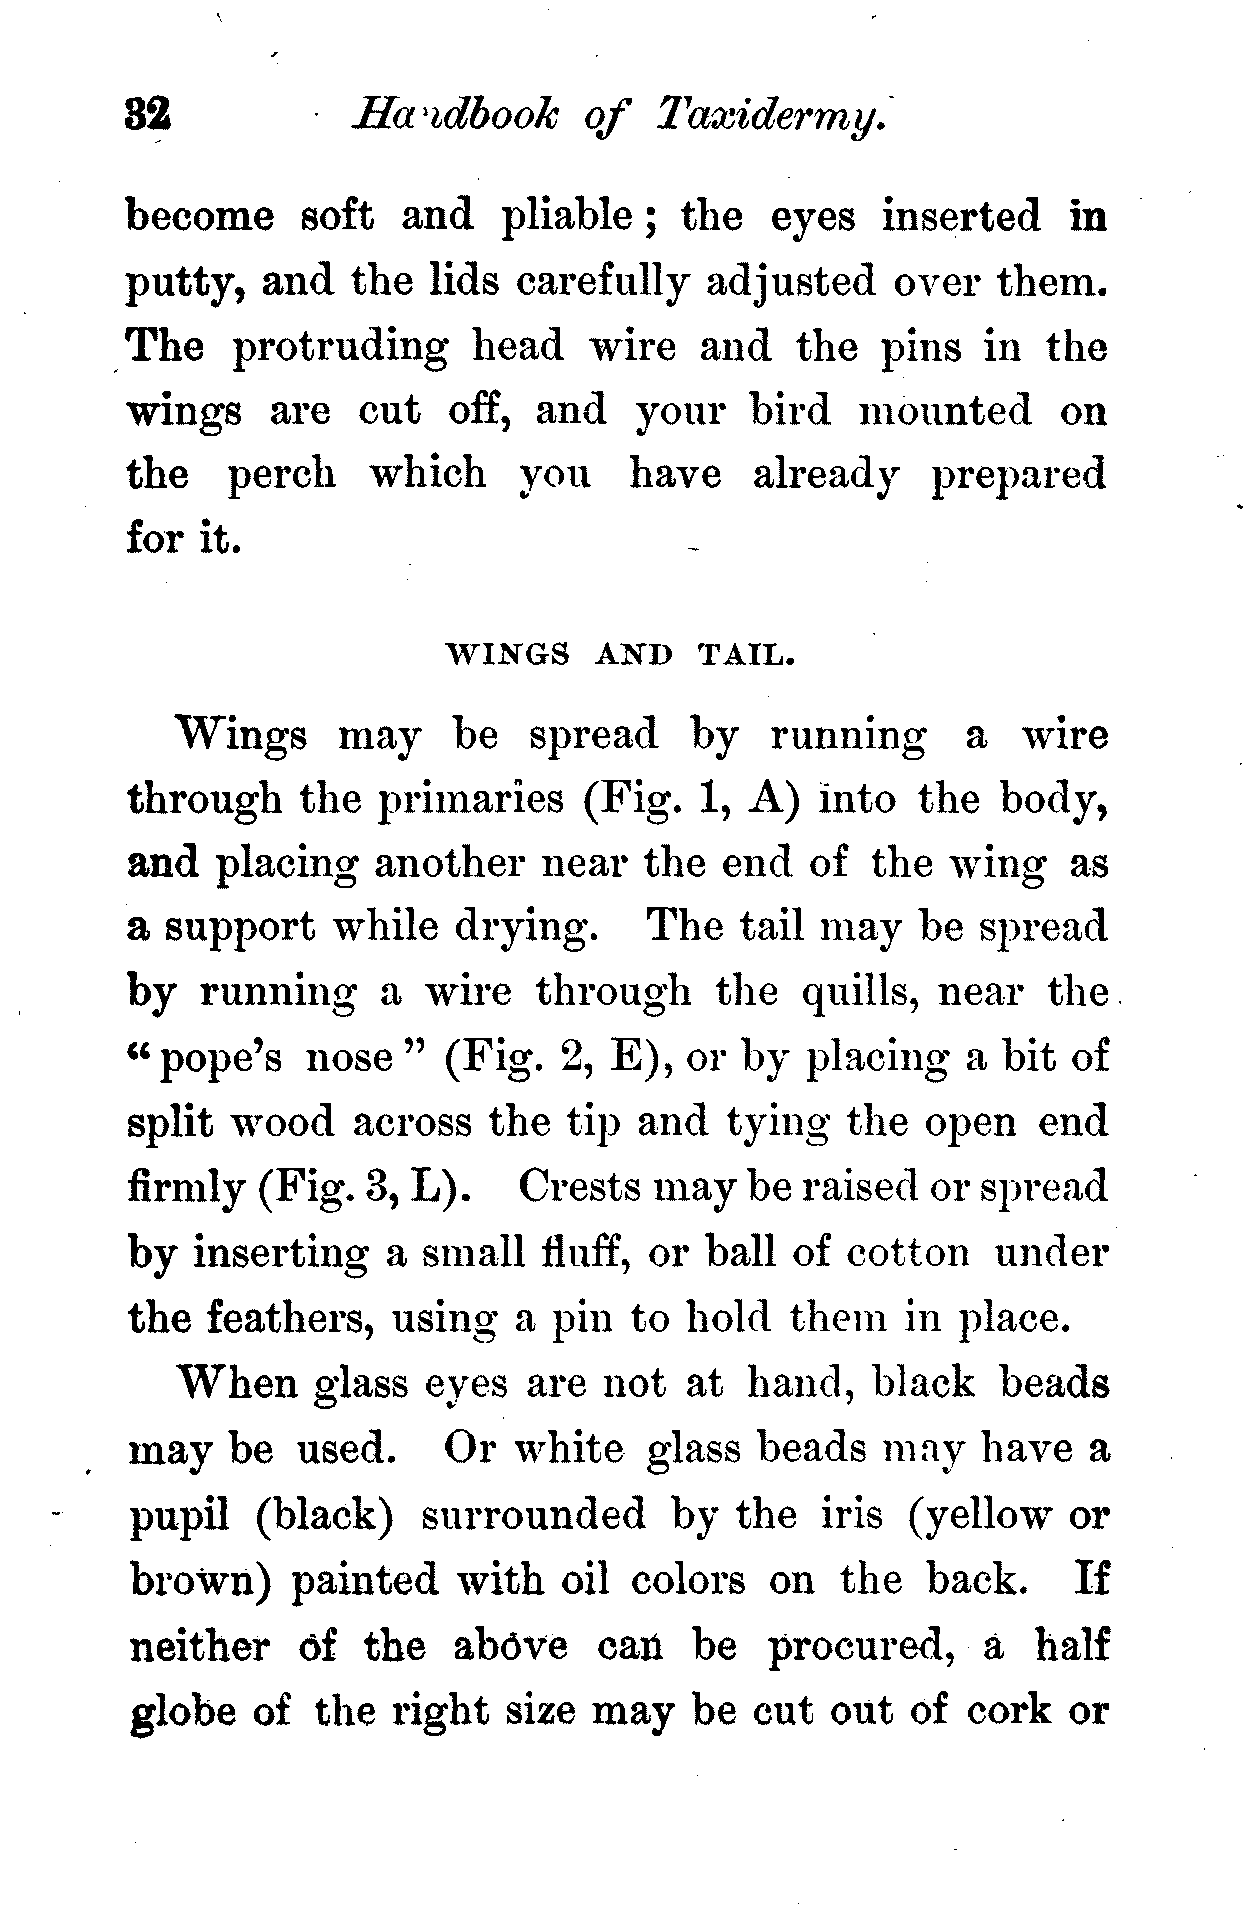 32 Handbook of Taxidermy.
become soft and pliable; the eyes inserted in
putty, and the lids carefully adjusted over them.
The protruding head wire and the pins in the
wings are cut off, and your bird mounted on
the perch which you have already prepared
for it.
WINGS AND TAIL.
Wings may be spread by running a wire
through the primaries (Fig. 1, A) into the body,
and placing another near the end of the wing as
a support while drying. The tail may be spread
by running a wire through the quills, near the
“pope’s nose” (Fig. 2, E), or by placing a bit of
split wood across the tip and tying the open end
firmly (Fig. 3, L). Crests may be raised or spread
by inserting a small fluff, or ball of cotton under
the feathers, using a pin to hold them in place.
When glass eyes are not at hand, black beads
may be used. Or white glass beads may have a
pupil (black) surrounded by the iris (yellow or
brown) painted with oil colors on the back. If
neither of the above can be procured, a half
globe of the right size may be cut out of cork or